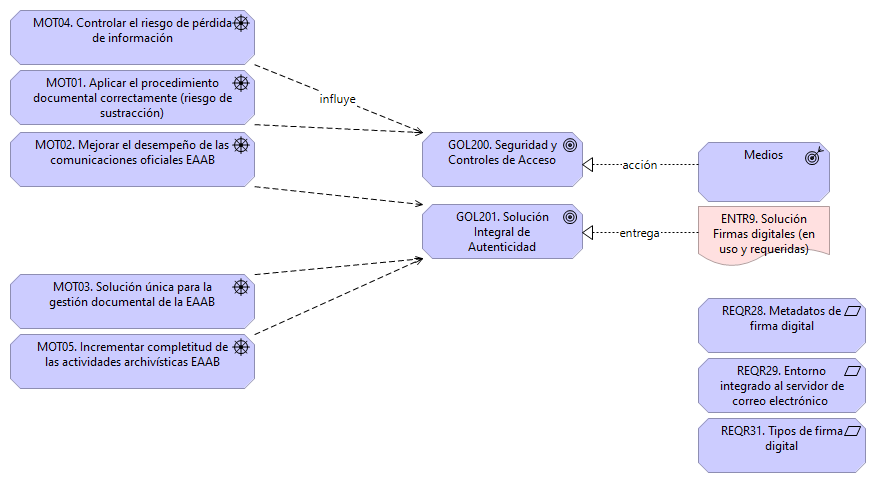 MOT04. Controlar el riesgo de pérdida
de información
MOT01. Aplicar el procedimiento
documental correctamente (riesgo de
sustracción)
MOT02. Mejorar el desempeño de las
comunicaciones oficiales EAAB
MOT03. Solución única para la
gestión documental de la EAAB
MOT05. Incrementar completitud de
las actividades archivísticas EAAB
influye
GOL200. Seguridad y
Controles de Acceso
GOL201. Solución
Integral de
Autenticidad
acción
entrega
Medios
ENTR9. Solución
Firmas digitales (en
uso y requeridas)
REQR28. Metadatos de
firma digital
REQR29. Entorno
integrado al servidor de
correo electrónico
REQR31. Tipos de firma
digital